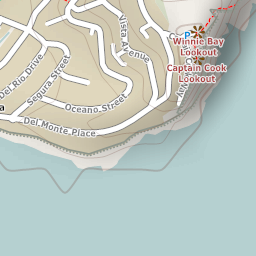 Vista Avenue
P
Winnie Bay
Lookout
Captain Cook
Lookout
Del Rio Drive
Segura Street
Oceano Street
Del Monte Place
a